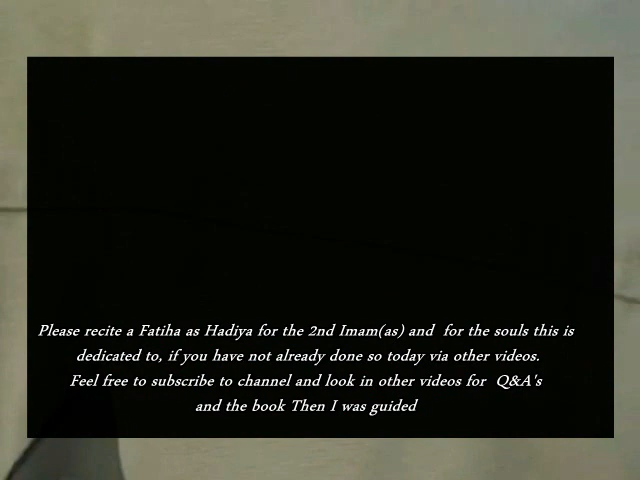 Please recite a Fatiha as Hadiya for the 2nd Imam(as) and for the souls this is
dedicated to, if you have not already done so today via other videos.
Feel free to subscribe to channel and look in other videos for Q&A's
and the book Then I was guided